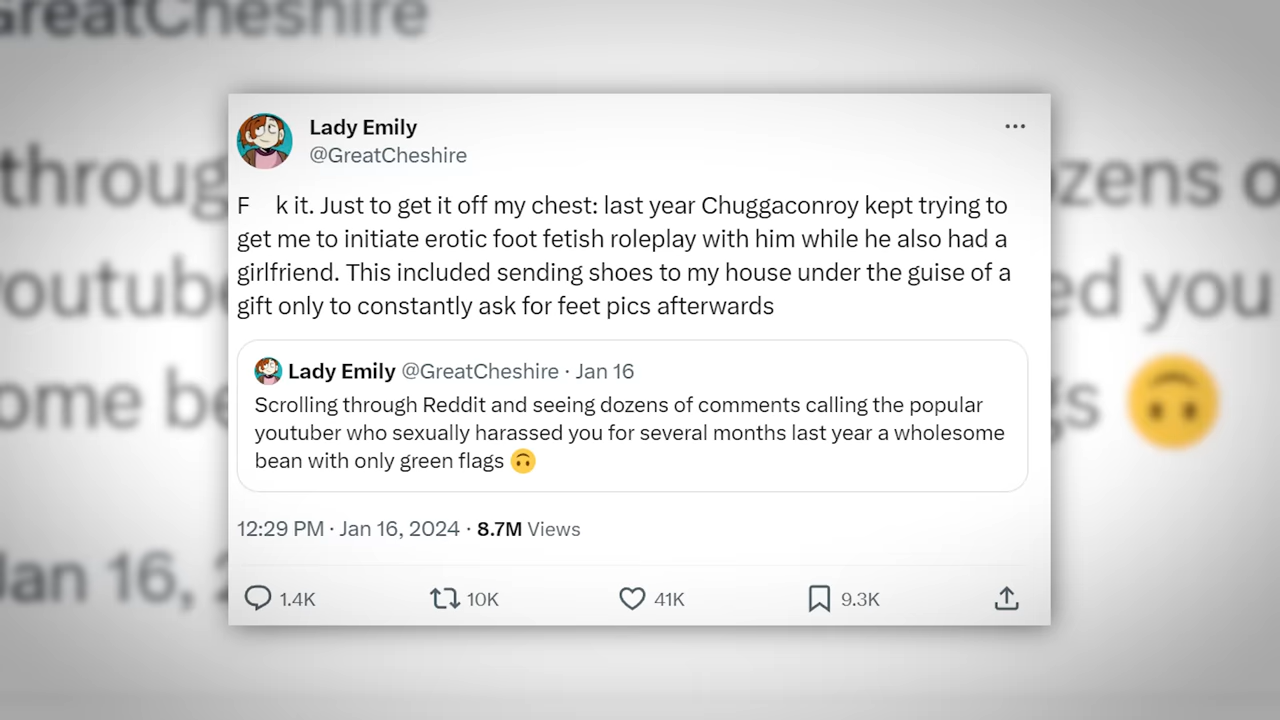 GreatCheshire
Lady Emily
@GreatCheshire
F k it. Just to get it off my chest: last year Chuggaconroy kept trying to
get me to initiate erotic foot fetish roleplay with him while he also had a
girlfriend. This included sending shoes to my house under the guise of a
gift only to constantly ask for feet pics afterwards
Lady Emily @GreatCheshire · Jan 16
Scrolling through Reddit and seeing dozens of comments calling the popular
youtuber who sexually harassed you for several months last year a wholesome
bean with only green flags 🙃
12:29 PM · Jan 16, 2024 · 8.7M Views
1.4K 10K 41K 9.3K